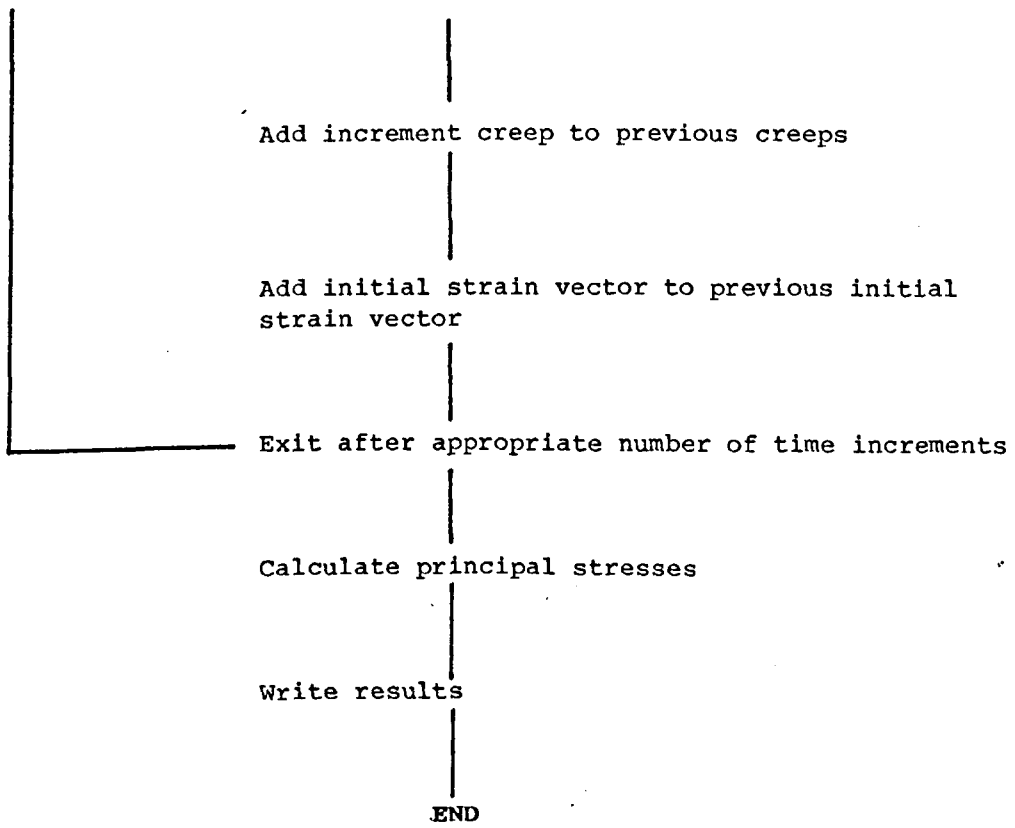 Add increment creep to previous creeps
Add initial strain vector to previous initial
strain vector
Exit after appropriate number of time increments
Calculate principal stresses
Write results
END